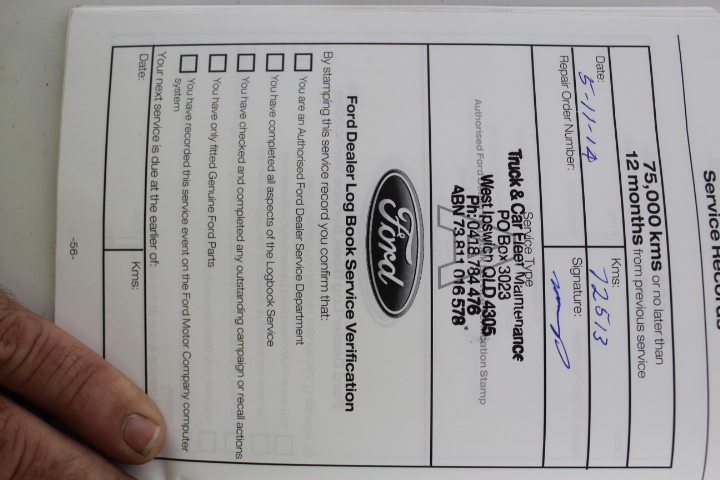 Service Records
75,000 kms or no later than
12 months from previous service
Date: 5-11-14
Kms: 72513
Repair Order Number:
Signature:
Service Type
A
Truck & Car Fleet Maintenance
PO Box 3023
West Ipswich QLD 4305
Ph: 0418 784 476
ABN 73 811 016 578
Authorised Ford
ation Stamp
Ford
Ford Dealer Log Book Service Verification
By stamping this service record you confirm that:
You are an Authorised Ford Dealer Service Department
You have completed all aspects of the Logbook Service
You have checked and completed any outstanding campaign or recall actions
You have only fitted Genuine Ford Parts
You have recorded this service event on the Ford Motor Company computer
system
Your next service is due at the earlier of:
Date:
Kms:
-56-